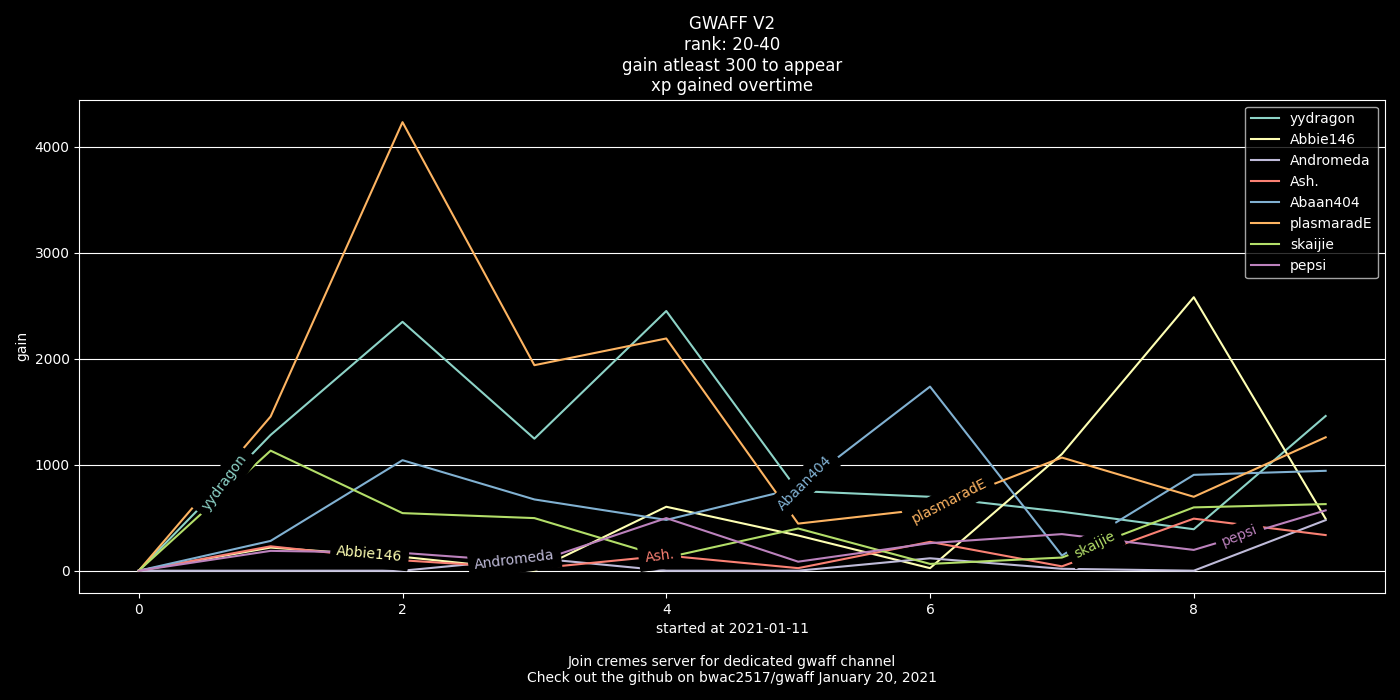 GWAFF V2
rank: 20-40
gain atleast 300 to appear
xp gained overtime
yydragon
Abbie146
Andromeda
Ash.
Abaan404
plasmaradE
skaijie
pepsi
gain
4000
3000
2000
1000
0
yydragon
Abbie146
Andromeda
Ash.
Abaan404
plasmaradE
skaijie
pepsi
0 2 4 6 8
started at 2021-01-11
Join cremes server for dedicated gwaff channel
Check out the github on bwac2517/gwaff January 20, 2021